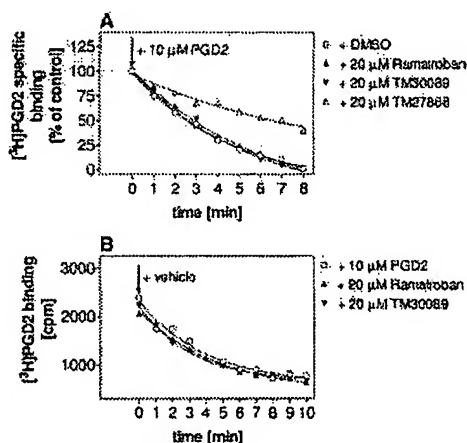 A
+ 10 µM PGD2
[³H]PGD2 specific
binding
[% of control]
125
100
75
50
25
0
0 1 2 3 4 5 6 7 8
time [min]
+ DMSO
+ 20 µM Ramatroban
+ 20 µM TM30089
+ 20 µM TM27868
B
+ vehicle
[³H]PGD2 binding
[cpm]
3000
2000
1000
0
0 1 2 3 4 5 6 7 8 9 10
time [min]
+ 10 µM PGD2
+ 20 µM Ramatroban
+ 20 µM TM30089